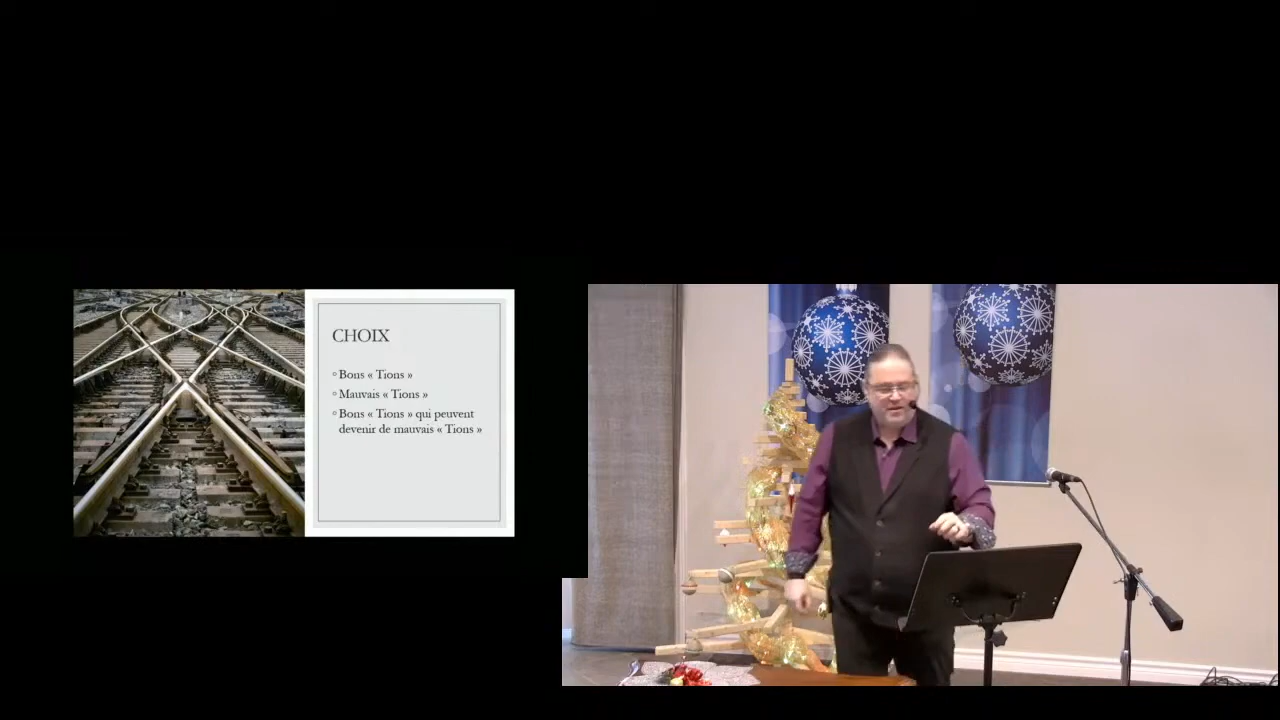 CHOIX
Bons « Tions »
Mauvais « Tions »
Bons « Tions » qui peuvent
devenir de mauvais « Tions »